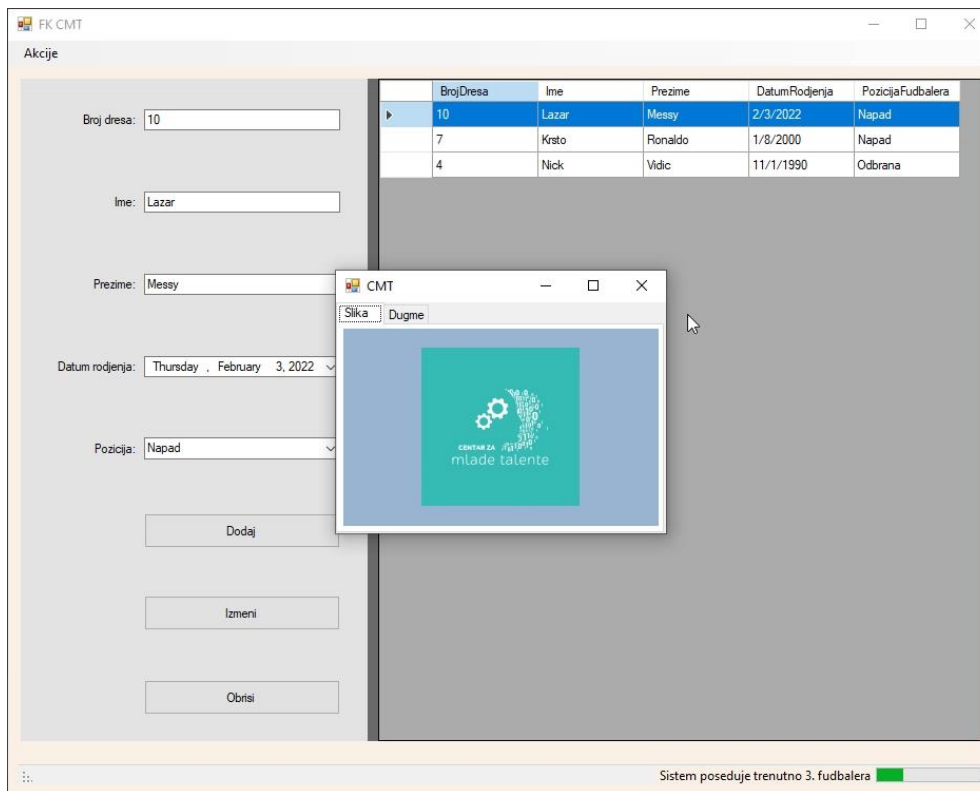 FK CMT
Akcije
Broj dresa: 10
Ime: Lazar
Prezime: Messy
Datum rodjenja: Thursday , February 3, 2022
Pozicija: Napad
Dodaj
Izmeni
Obrisi
BrojDresa Ime Prezime DatumRodjenja PozicijaFudbalera
10 Lazar Messy 2/3/2022 Napad
7 Krsto Ronaldo 1/8/2000 Napad
4 Nick Vidic 11/1/1990 Odbrana
CMT
Slika Dugme
CENTAR ZA
mlade talente
Sistem poseduje trenutno 3. fudbalera